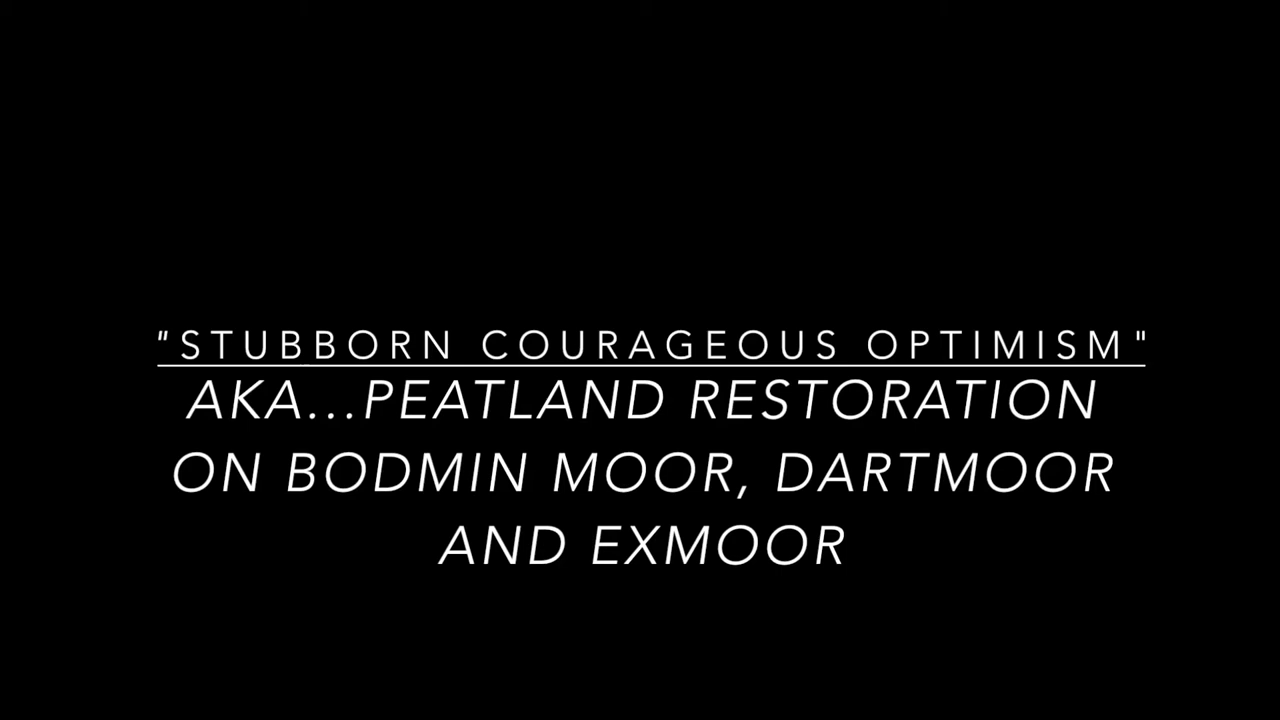 "STUBBORN COURAGEOUS OPTIMISM"
AKA...PEATLAND RESTORATION
ON BODMIN MOOR, DARTMOOR
AND EXMOOR